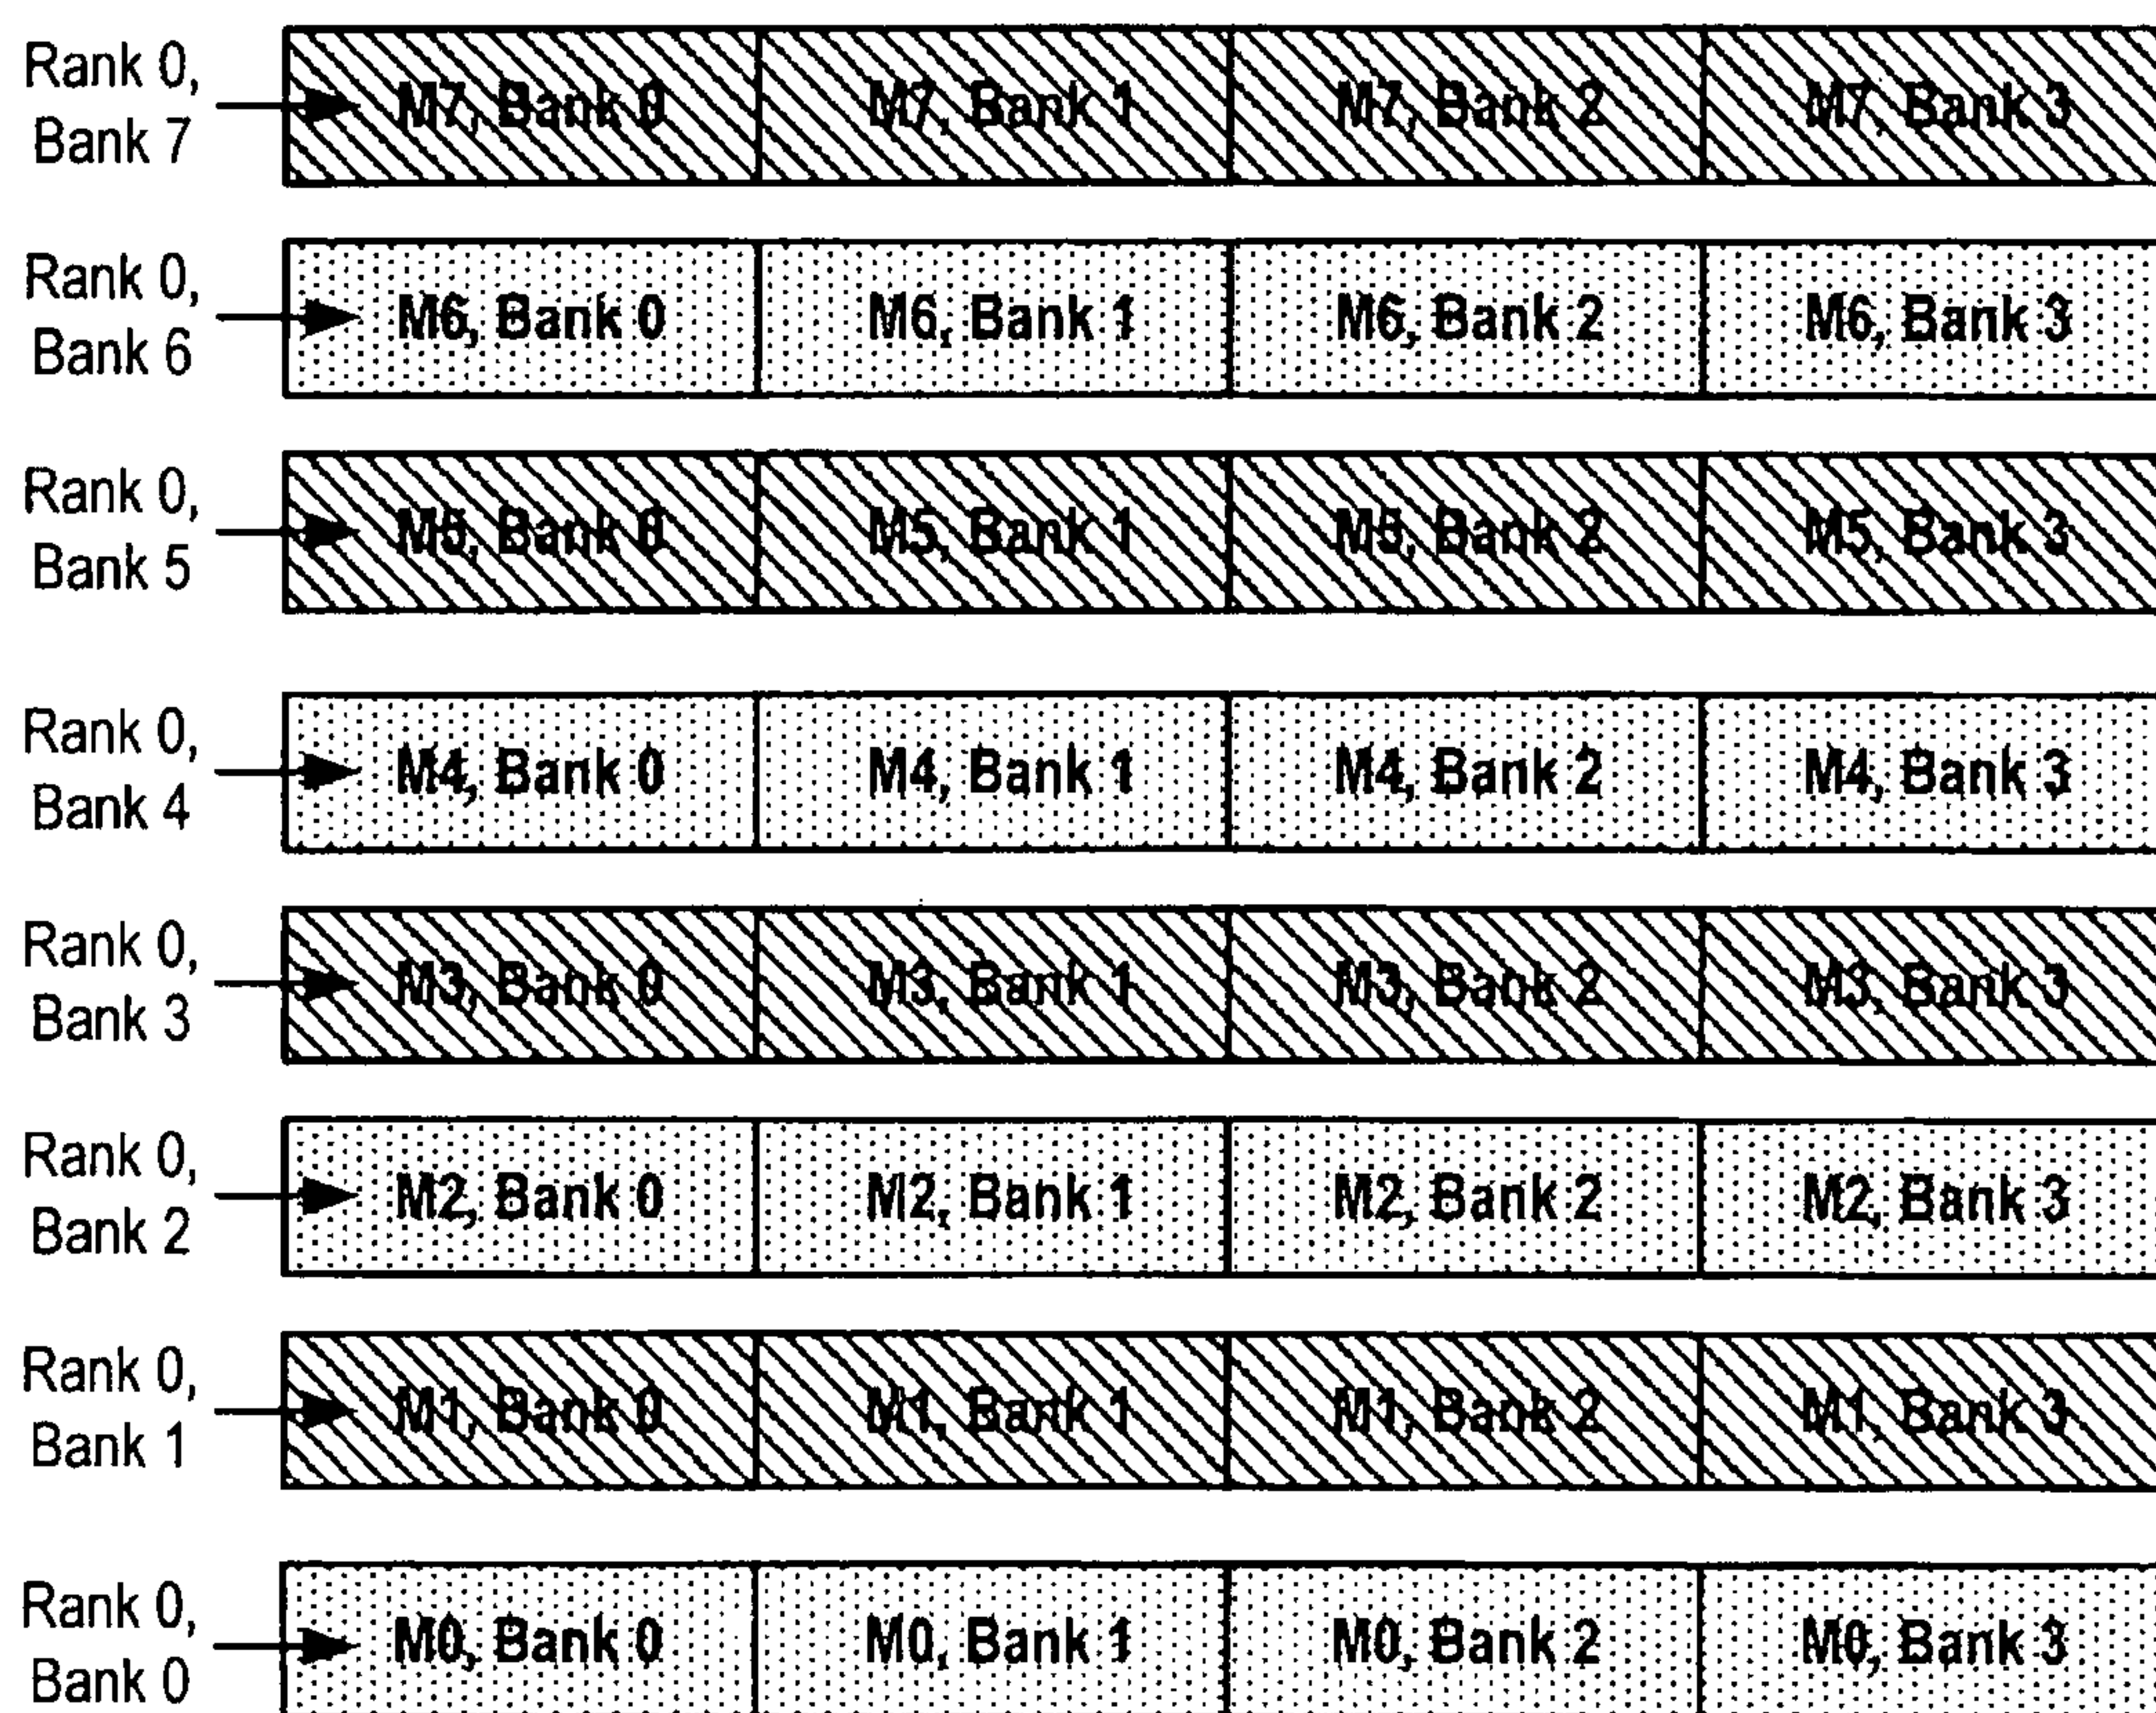 Rank 0,
Bank 7
M7, Bank 0 M7, Bank 1 M7, Bank 2 M7, Bank 3
Rank 0,
Bank 6
M6, Bank 0 M6, Bank 1 M6, Bank 2 M6, Bank 3
Rank 0,
Bank 5
M5, Bank 0 M5, Bank 1 M5, Bank 2 M5, Bank 3
Rank 0,
Bank 4
M4, Bank 0 M4, Bank 1 M4, Bank 2 M4, Bank 3
Rank 0,
Bank 3
M3, Bank 0 M3, Bank 1 M3, Bank 2 M3, Bank 3
Rank 0,
Bank 2
M2, Bank 0 M2, Bank 1 M2, Bank 2 M2, Bank 3
Rank 0,
Bank 1
M1, Bank 0 M1, Bank 1 M1, Bank 2 M1, Bank 3
Rank 0,
Bank 0
M0, Bank 0 M0, Bank 1 M0, Bank 2 M0, Bank 3